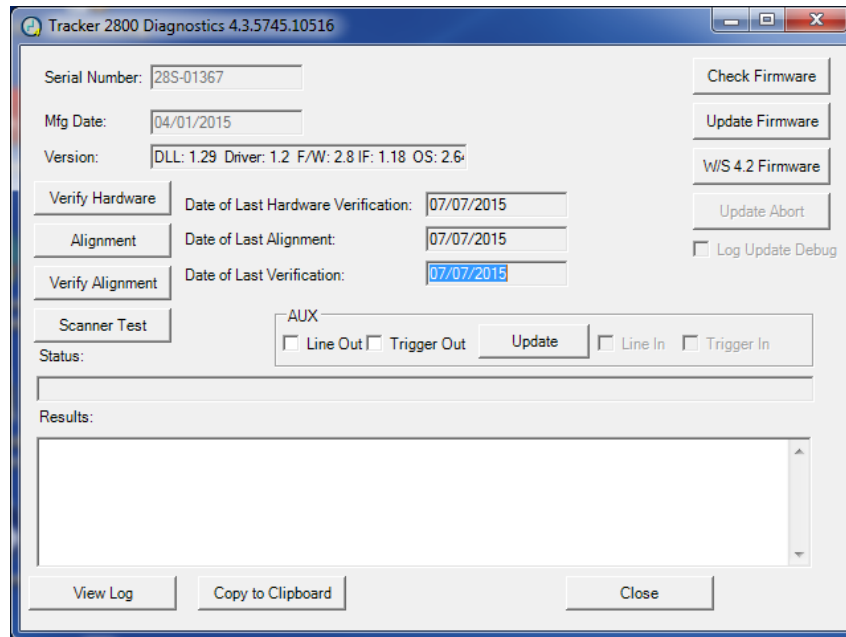 Tracker 2800 Diagnostics 4.3.5745.10516
Serial Number: 28S-01367
Check Firmware
Mfg Date: 04/01/2015
Update Firmware
Version: DLL: 1.29 Driver: 1.2 F/W: 2.8 IF: 1.18 OS: 2.64
W/S 4.2 Firmware
Verify Hardware
Date of Last Hardware Verification: 07/07/2015
Update Abort
Alignment
Date of Last Alignment: 07/07/2015
Log Update Debug
Verify Alignment
Date of Last Verification: 07/07/2015
Scanner Test
AUX
Line Out Trigger Out Update Line In Trigger In
Status:
Results:
View Log Copy to Clipboard Close